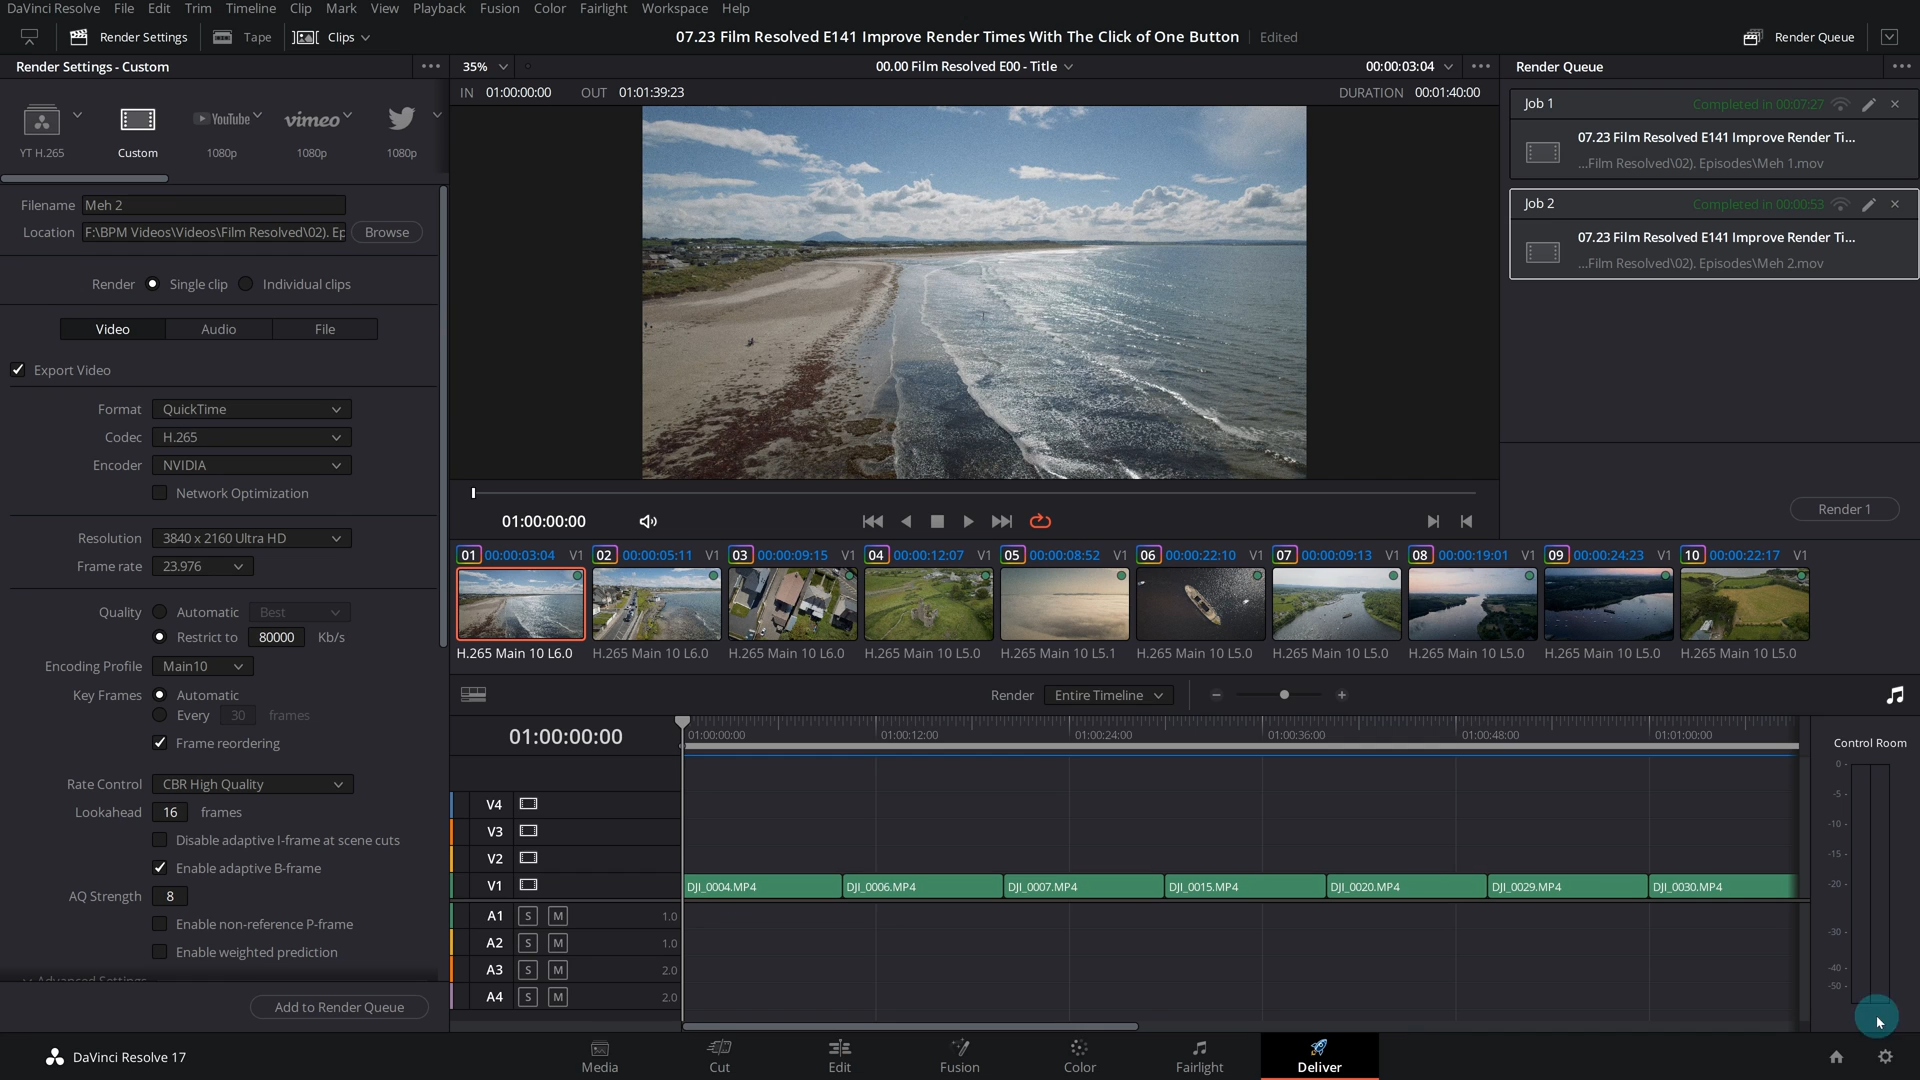 DaVinci Resolve File Edit Trim Timeline Clip Mark View Playback Fusion Color Fairlight Workspace Help
Render Settings Tape Clips 07.23 Film Resolved E141 Improve Render Times With The Click of One Button Edited Render Queue
Render Settings - Custom 35% 00.00 Film Resolved E00 - Title 00:00:03:04 Render Queue
IN 01:00:00:00 OUT 01:01:39:23 DURATION 00:01:40:00
YouTube vimeo
YT H.265 Custom 1080p 1080p 1080p
Job 1 Completed in 00:07:27
07.23 Film Resolved E141 Improve Render Ti...
...Film Resolved\02). Episodes\Meh 1.mov
Job 2 Completed in 00:00:53
07.23 Film Resolved E141 Improve Render Ti...
...Film Resolved\02). Episodes\Meh 2.mov
Render 1
Filename Meh 2
Location F:\BPM Videos\Videos\Film Resolved\02). Ep Browse
Render Single clip Individual clips
Video Audio File
Export Video
Format QuickTime
Codec H.265
Encoder NVIDIA
Network Optimization
Resolution 3840 x 2160 Ultra HD
Frame rate 23.976
Quality Automatic Best
Restrict to 80000 Kb/s
Encoding Profile Main10
Key Frames Automatic
Every 30 frames
Frame reordering
Rate Control CBR High Quality
Lookahead 16 frames
Disable adaptive I-frame at scene cuts
Enable adaptive B-frame
AQ Strength 8
Enable non-reference P-frame
Enable weighted prediction
Advanced Settings
Add to Render Queue
01:00:00:00
01 00:00:03:04 V1 02 00:00:05:11 V1 03 00:00:09:15 V1 04 00:00:12:07 V1 05 00:00:08:52 V1 06 00:00:22:10 V1 07 00:00:09:13 V1 08 00:00:19:01 V1 09 00:00:24:23 V1 10 00:00:22:17 V1
H.265 Main 10 L6.0 H.265 Main 10 L6.0 H.265 Main 10 L6.0 H.265 Main 10 L5.0 H.265 Main 10 L5.1 H.265 Main 10 L5.0 H.265 Main 10 L5.0 H.265 Main 10 L5.0 H.265 Main 10 L5.0 H.265 Main 10 L5.0
Render Entire Timeline
01:00:00:00 01:00:00:00 01:00:12:00 01:00:24:00 01:00:36:00 01:00:48:00 01:01:00:00
V4
V3
V2
V1 DJI_0004.MP4 DJI_0006.MP4 DJI_0007.MP4 DJI_0015.MP4 DJI_0020.MP4 DJI_0029.MP4 DJI_0030.MP4
A1 S M 1.0
A2 S M 1.0
A3 S M 2.0
A4 S M 2.0
Control Room
0
-5
-10
-15
-20
-30
-40
-50
DaVinci Resolve 17 Media Cut Edit Fusion Color Fairlight Deliver